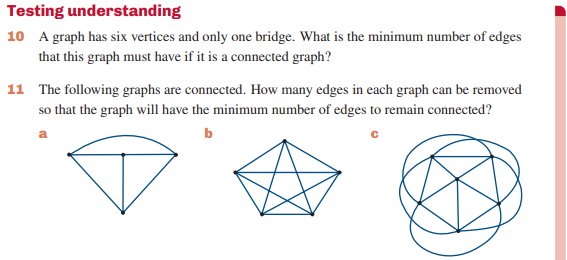 Testing understanding
10 A graph has six vertices and only one bridge. What is the minimum number of edges
that this graph must have if it is a connected graph?
11 The following graphs are connected. How many edges in each graph can be removed
so that the graph will have the minimum number of edges to remain connected?
a b c